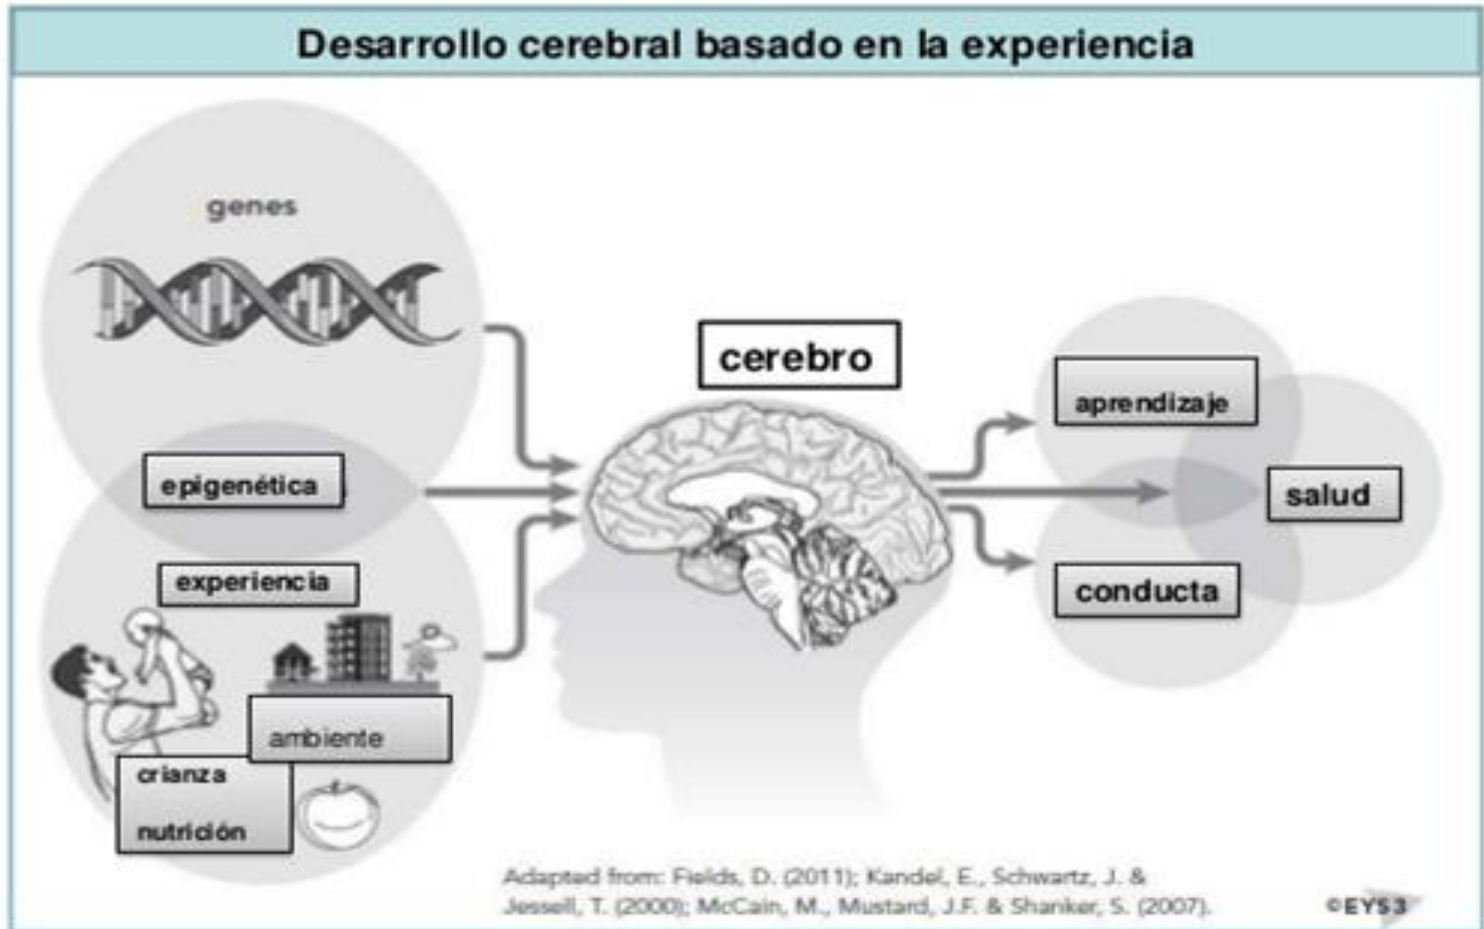 Desarrollo cerebral basado en la experiencia
genes
epigenética
experiencia
ambiente
crianza
nutrición
cerebro
aprendizaje
salud
conducta
Adapted from: Fields, D. (2011); Kandel, E., Schwartz, J. &
Jessell, T. (2000); McCain, M., Mustard, J.F. & Shanker, S. (2007).
©EYS3